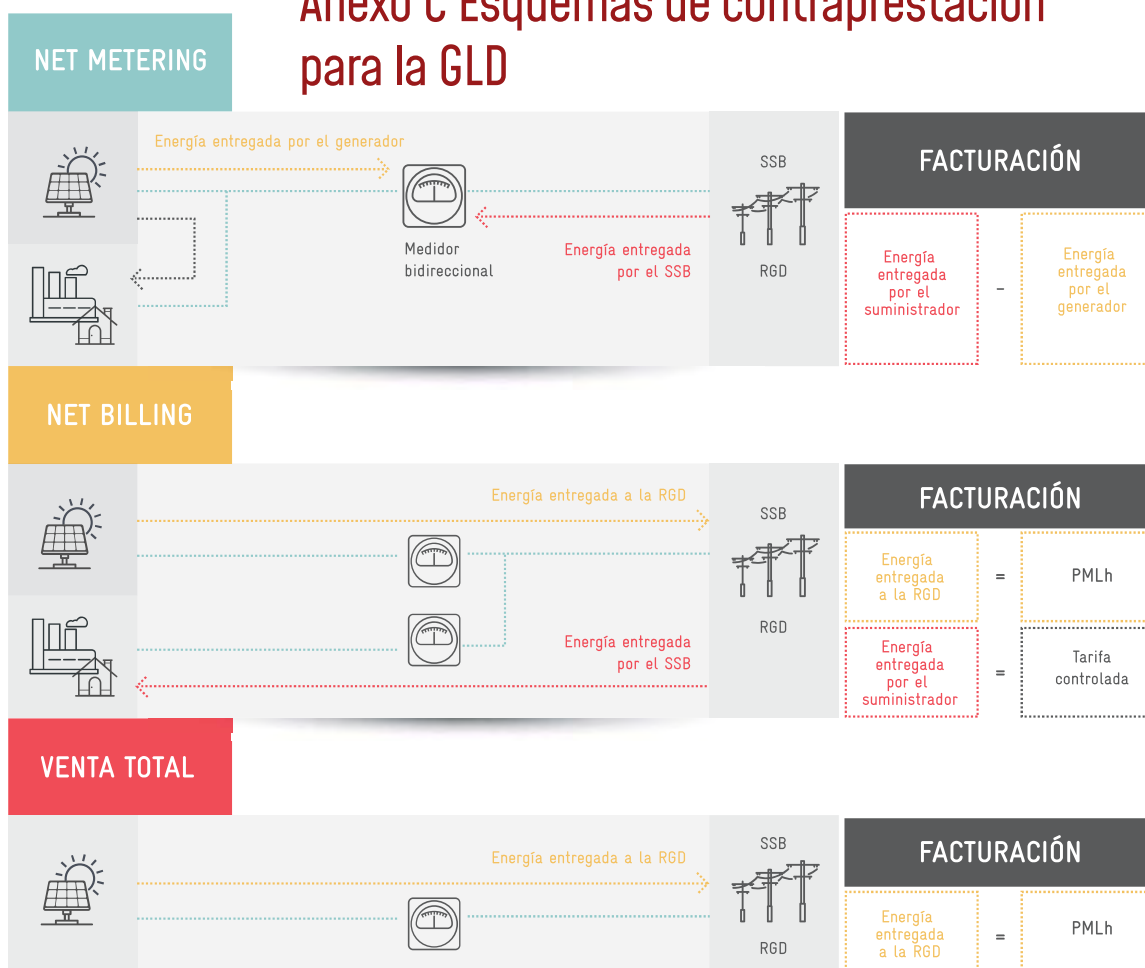 Anexo C Esquemas de contraprestación
para la GLD
NET METERING
Energía entregada por el generador
Medidor
bidireccional
Energía entregada
por el SSB
SSB
RGD
FACTURACIÓN
Energía
entregada
por el
suministrador
-
Energía
entregada
por el
generador
NET BILLING
Energía entregada a la RGD
Energía entregada
por el SSB
SSB
RGD
FACTURACIÓN
Energía
entregada
a la RGD
=
PMLh
Energía
entregada
por el
suministrador
=
Tarifa
controlada
VENTA TOTAL
Energía entregada a la RGD
SSB
RGD
FACTURACIÓN
Energía
entregada
a la RGD
=
PMLh